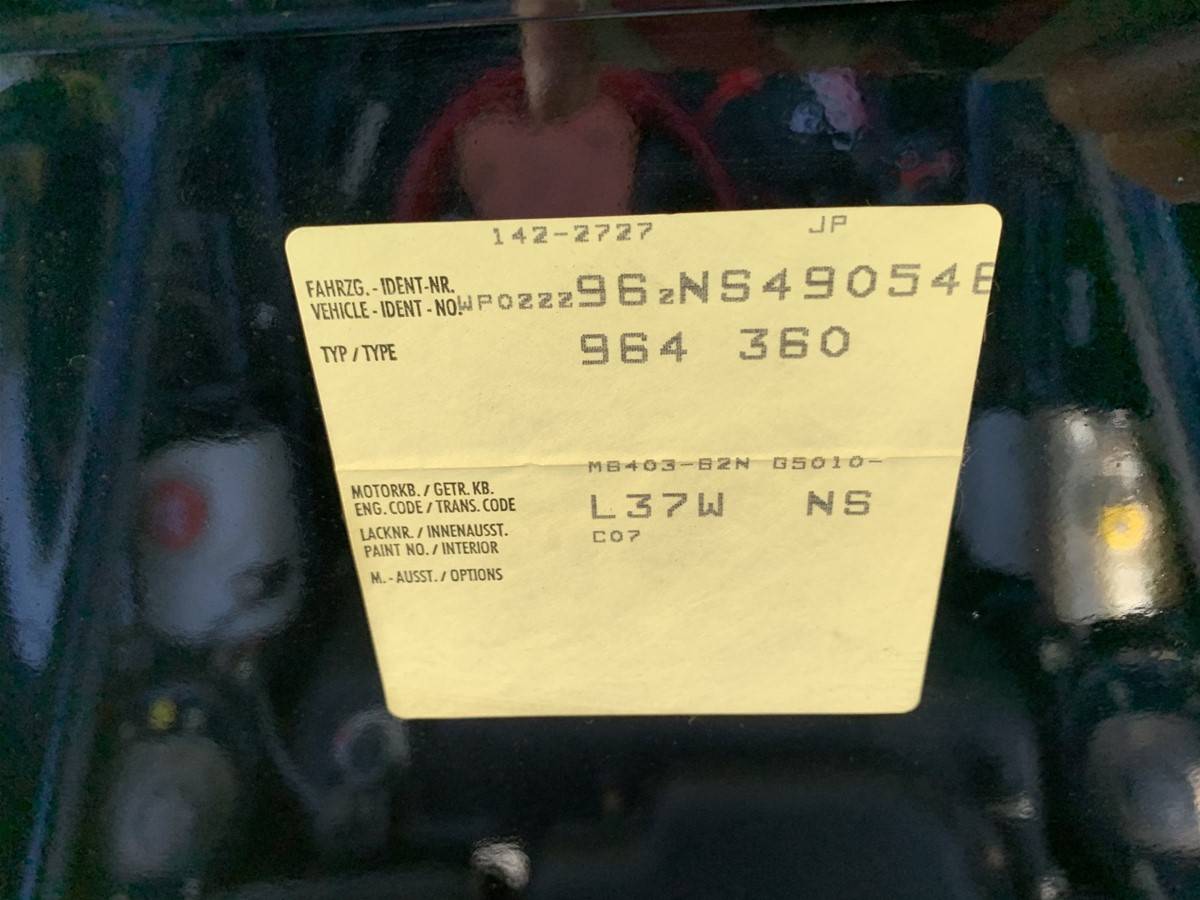 142-2727 JP
FAHRZG. - IDENT-NR.
VEHICLE - IDENT - NO. WP0ZZZ96ZNS490546
TYP / TYPE 964 360
M6403-62N G5010-
MOTORKB. / GETR. KB.
ENG. CODE / TRANS. CODE L37W NS
LACKNR. / INNENAUSST. C07
PAINT NO. / INTERIOR
M. - AUSST. / OPTIONS